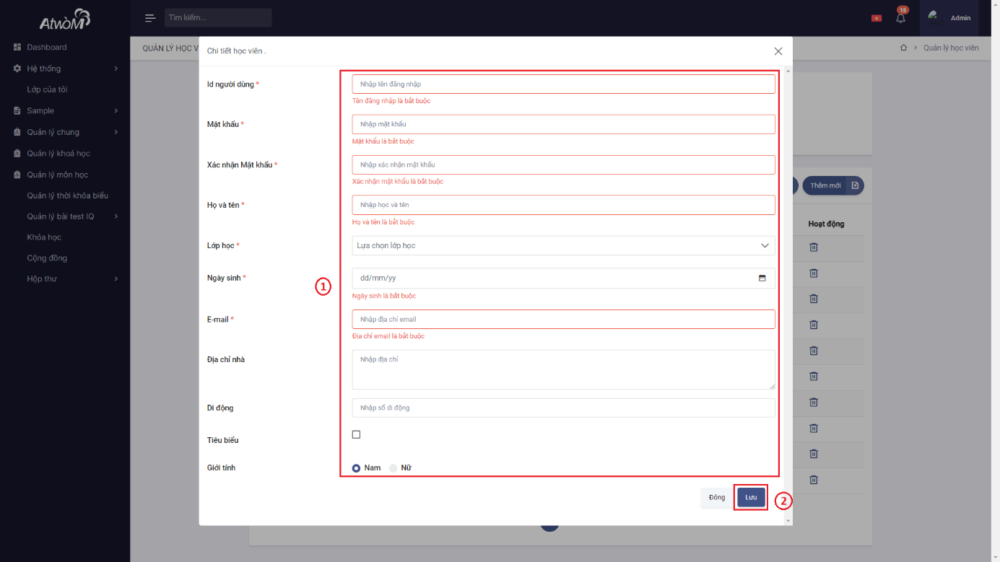 AtwòM
Tìm kiếm...
15
Admin
Dashboard
Hệ thống
Lớp của tôi
Sample
Quản lý chung
Quản lý khoá học
Quản lý môn học
Quản lý thời khóa biểu
Quản lý bài test IQ
Khóa học
Cộng đồng
Hộp thư
QUẢN LÝ HỌC V
Quản lý học viên
Chi tiết học viên .
Id người dùng *
Nhập tên đăng nhập
Tên đăng nhập là bắt buộc
Mật khẩu *
Nhập mật khẩu
Mật khẩu là bắt buộc
Xác nhận Mật khẩu *
Nhập xác nhận mật khẩu
Xác nhận mật khẩu là bắt buộc
Họ và tên *
Nhập học và tên
Họ và tên là bắt buộc
Lớp học *
Lựa chọn lớp học
Ngày sinh *
dd/mm/yy
Ngày sinh là bắt buộc
1
E-mail *
Nhập địa chỉ email
Địa chỉ email là bắt buộc
Địa chỉ nhà
Nhập địa chỉ
Di động
Nhập số di động
Tiêu biểu
Giới tính
Nam
Nữ
Đóng
Lưu
2
Thêm mới
Hoạt động